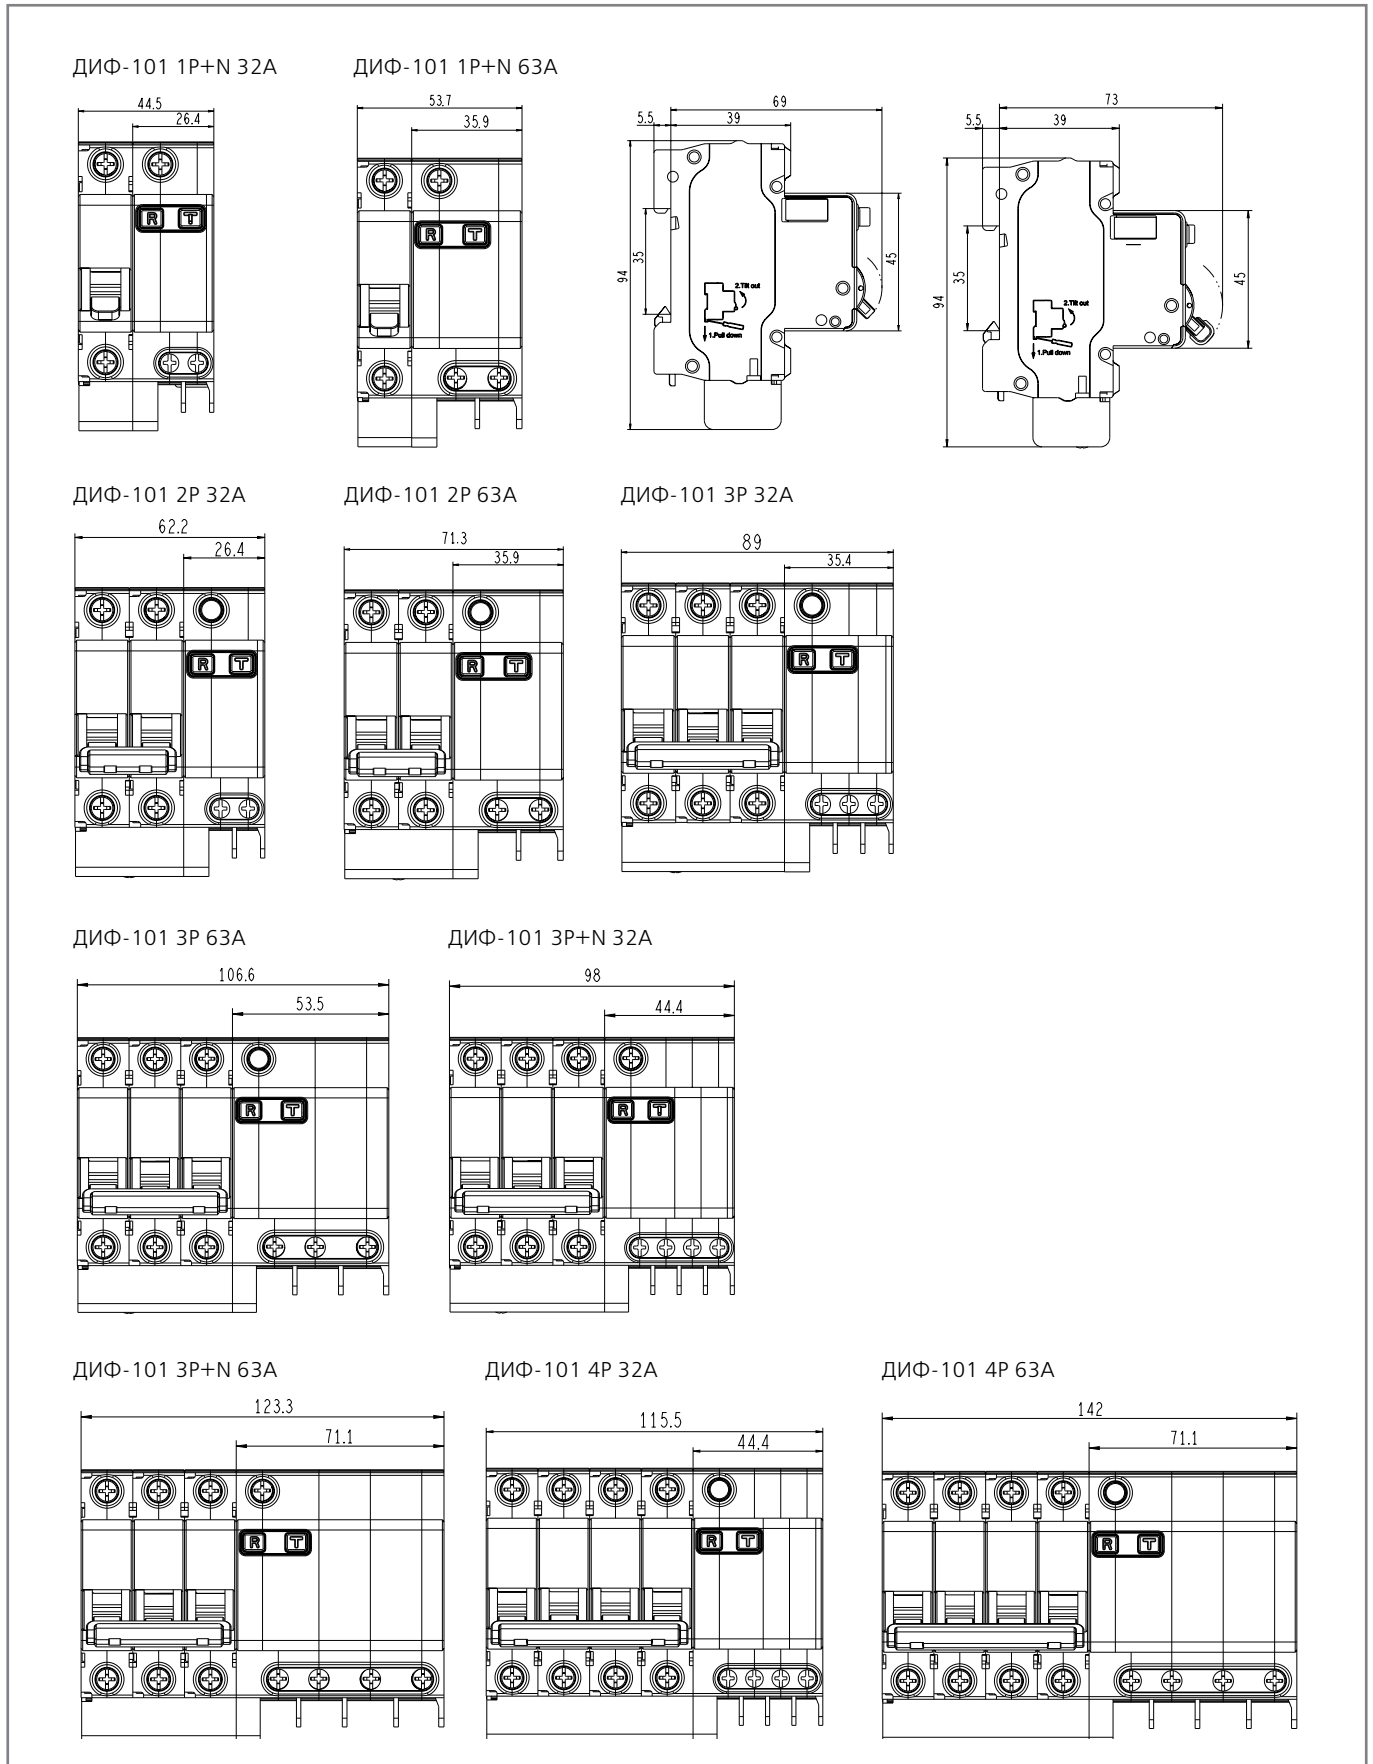 ДИФ-101 1P+N 32A
ДИФ-101 1P+N 63A
44.5
26.4
R T
53.7
35.9
R T
69
5.5
39
94
35
45
2.Tilt out
1.Pull down
73
5.5
39
94
35
45
2.Tilt out
1.Pull down
ДИФ-101 2P 32A
ДИФ-101 2P 63A
ДИФ-101 3P 32A
62.2
26.4
R T
71.3
35.9
R T
89
35.4
R T
ДИФ-101 3P 63A
ДИФ-101 3P+N 32A
106.6
53.5
R T
98
44.4
R T
ДИФ-101 3P+N 63A
ДИФ-101 4P 32A
ДИФ-101 4P 63A
123.3
71.1
R T
115.5
44.4
R T
142
71.1
R T